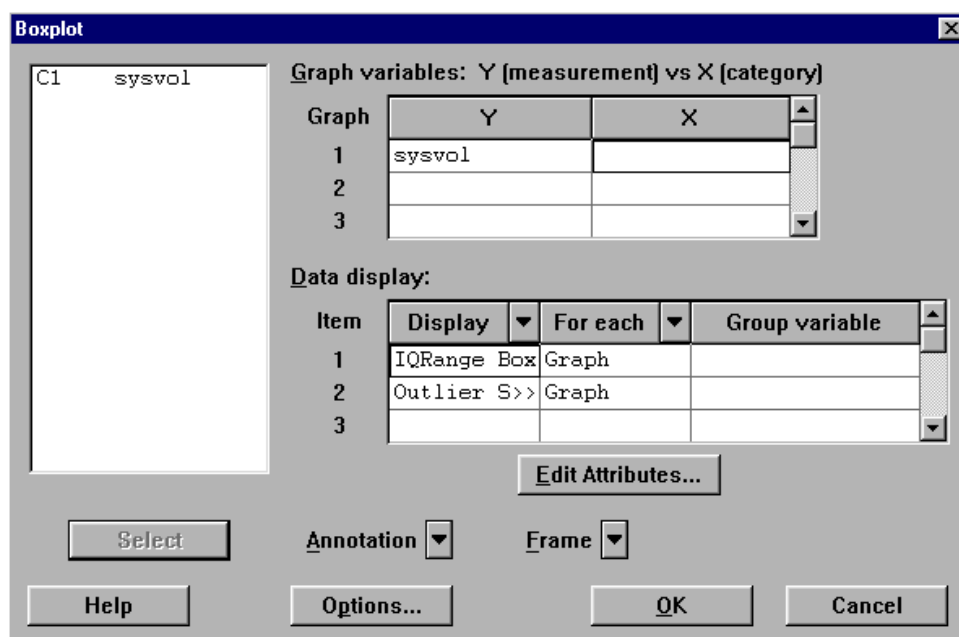 Boxplot
C1 sysvol
Graph variables: Y (measurement) vs X (category)
Graph Y X
1 sysvol
2
3
Data display:
Item Display For each Group variable
1 IQRange Box Graph
2 Outlier S>> Graph
3
Edit Attributes...
Select Annotation Frame
Help Options... OK Cancel